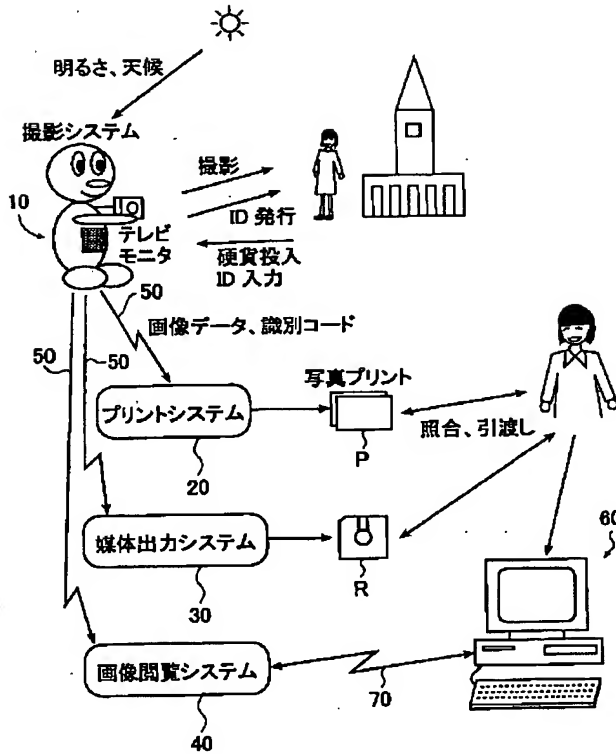 明るさ、天候
撮影システム
10
テレビ
モニタ
撮影
ID 発行
硬貨投入
ID 入力
50
50
50
画像データ、識別コード
プリントシステム
20
写真プリント
P
照合、引渡し
媒体出力システム
30
R
60
画像閲覧システム
40
70